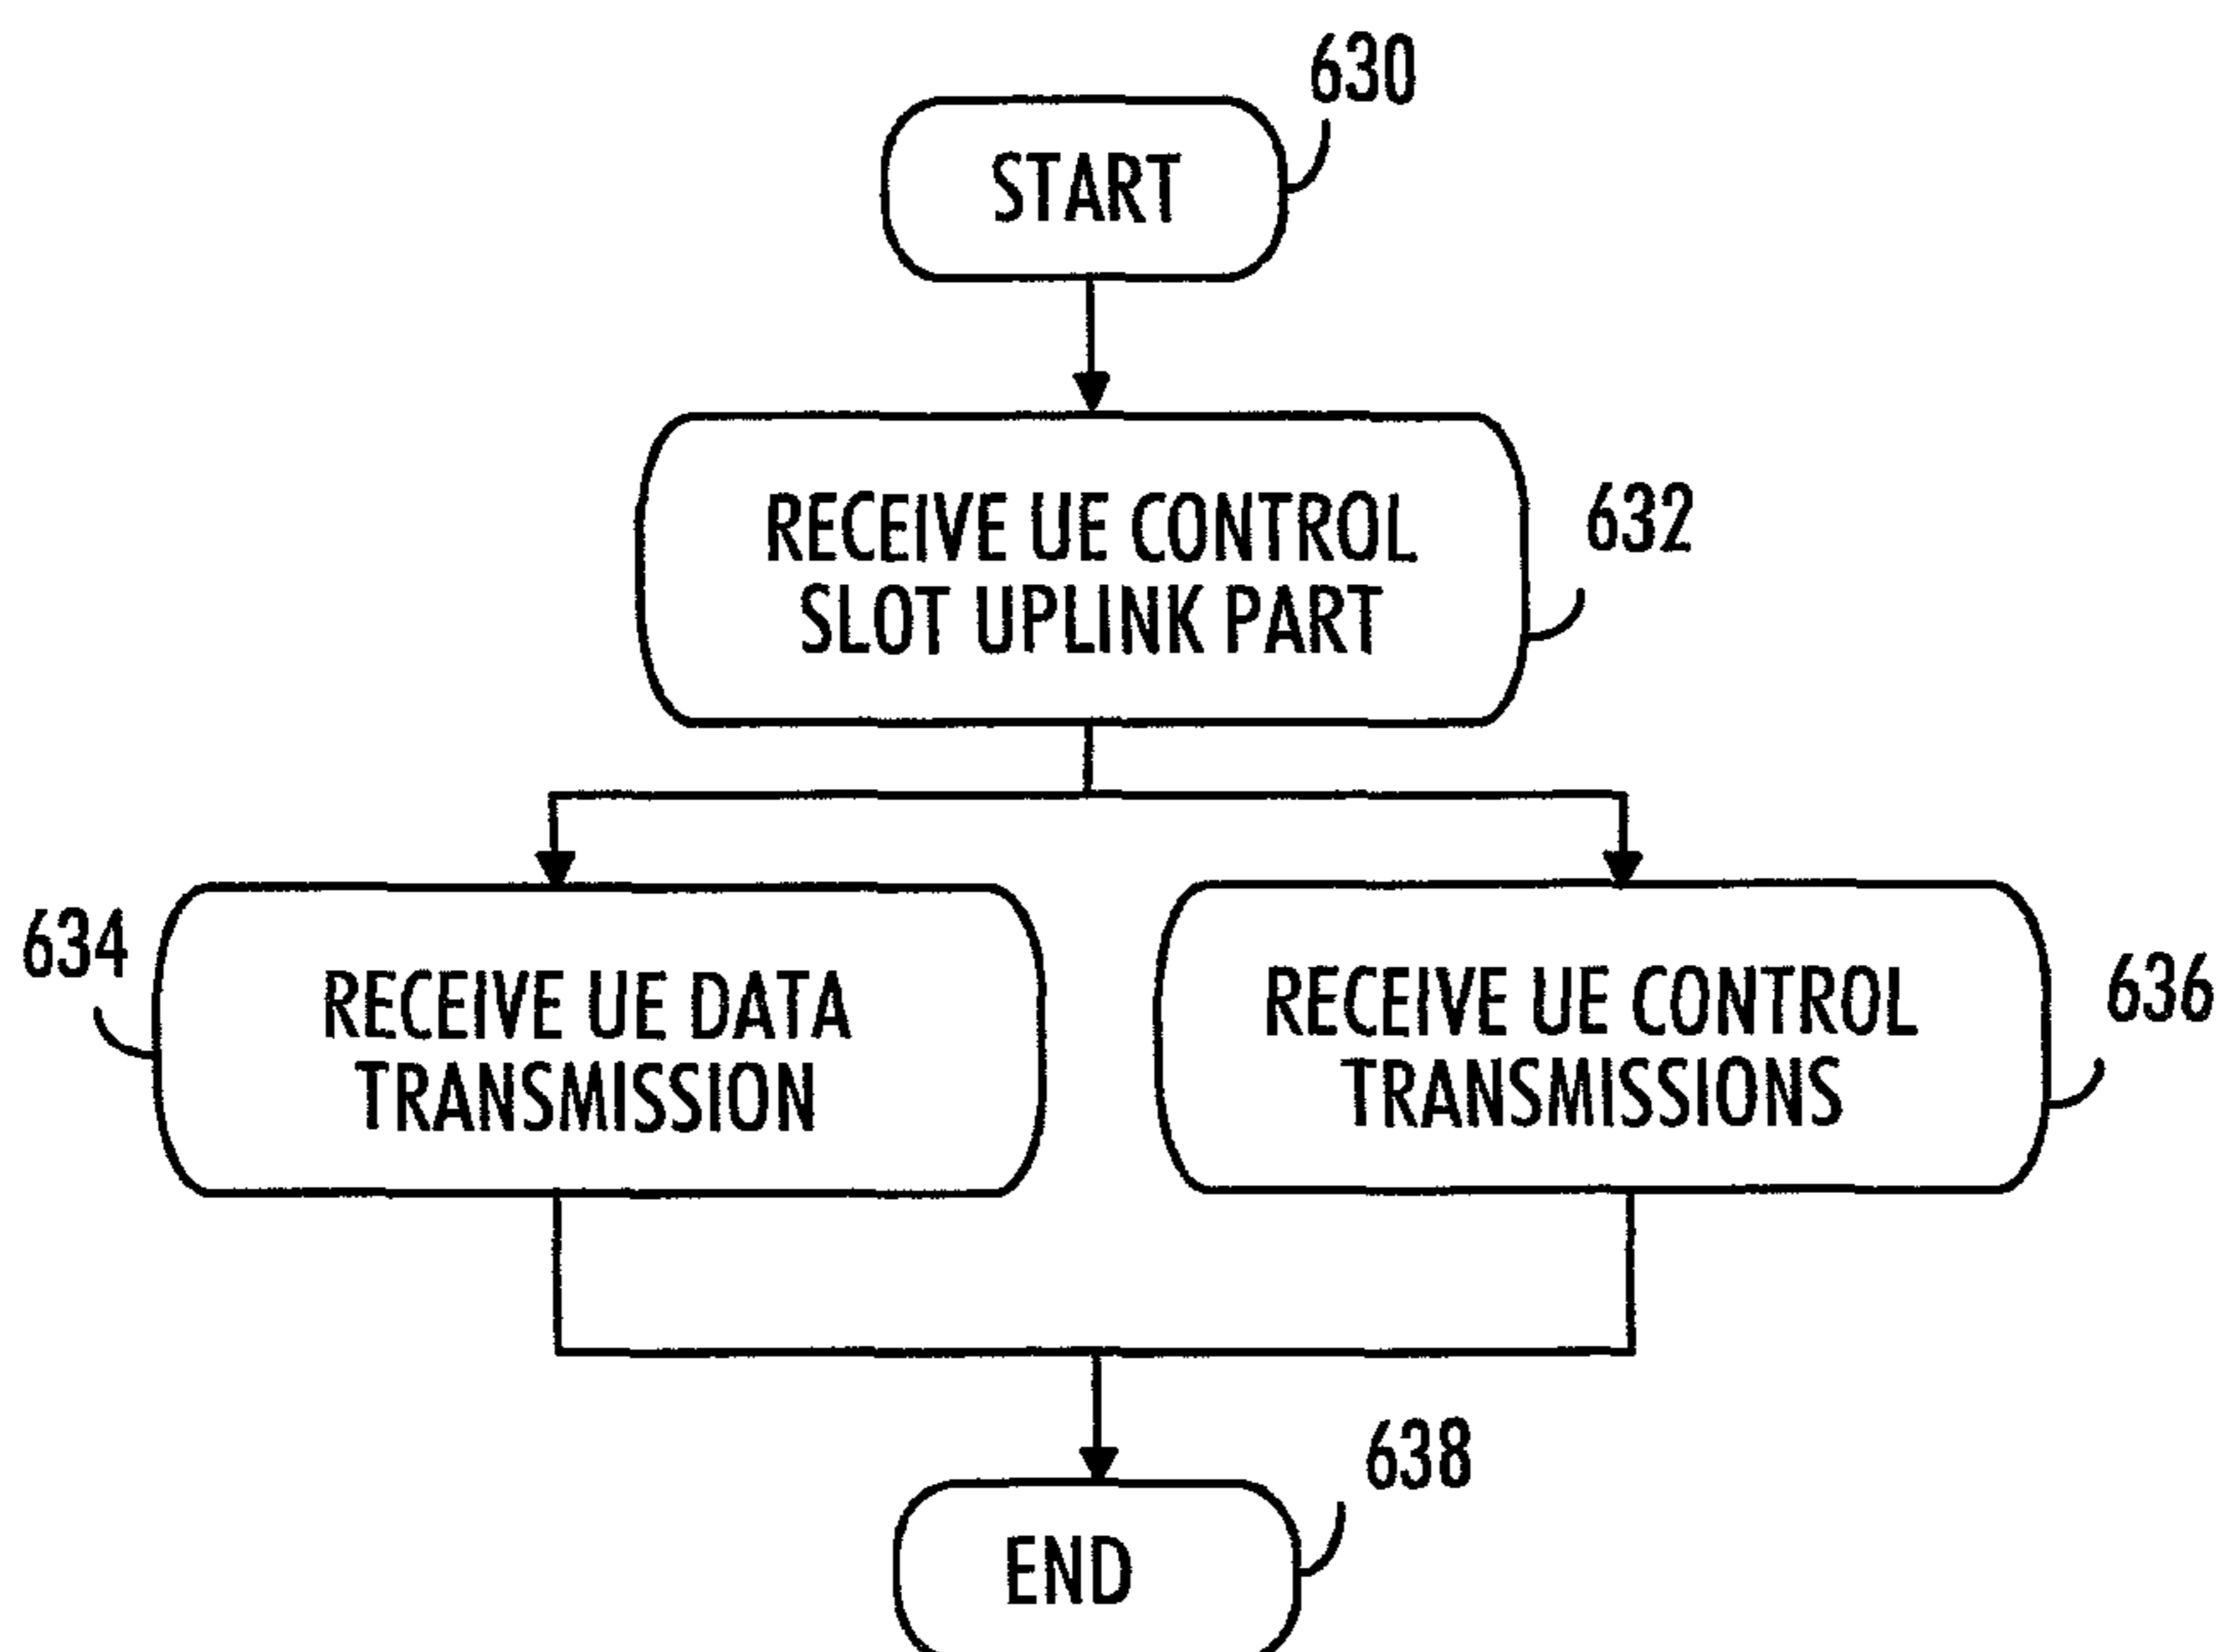 630
START
RECEIVE UE CONTROL
SLOT UPLINK PART
632
634
RECEIVE UE DATA
TRANSMISSION
RECEIVE UE CONTROL
TRANSMISSIONS
636
638
END